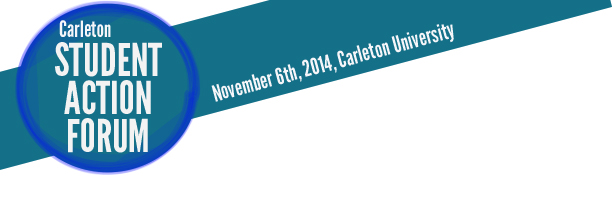 Carleton
STUDENT
ACTION
FORUM
November 6th, 2014, Carleton University